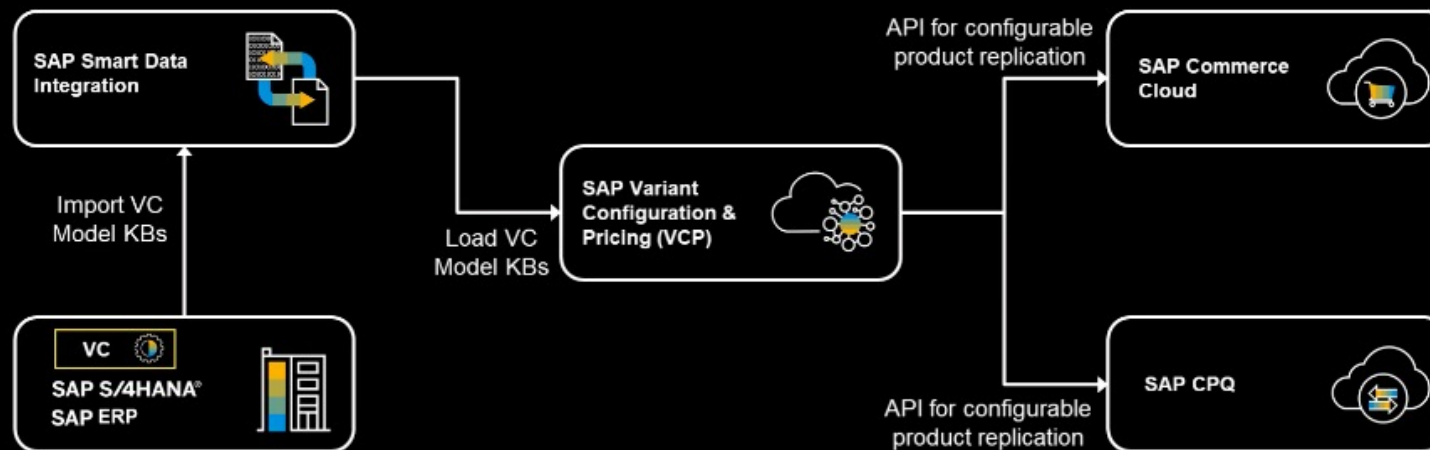 SAP Smart Data
Integration
Import VC
Model KBs
VC
SAP S/4HANA®
SAP ERP
Load VC
Model KBs
SAP Variant
Configuration &
Pricing (VCP)
API for configurable
product replication
SAP Commerce
Cloud
API for configurable
product replication
SAP CPQ